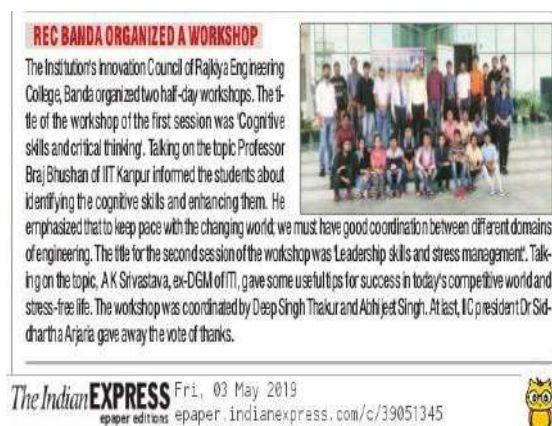 REC BANDA ORGANIZED A WORKSHOP
The Institution's Innovation Council of Rajkiya Engineering
College, Banda organized two half-day workshops. The ti-
tle of the workshop of the first session was 'Cognitive
skills and critical thinking'. Talking on the topic Professor
Braj Bhushan of IIT Kanpur informed the students about
identifying the cognitive skills and enhancing them. He
emphasized that to keep pace with the changing world; we must have good coordination between different domains
of engineering. The title for the second session of the workshop was 'Leadership skills and stress management'. Talk-
ing on the topic, A K Srivastava, ex-DGM of ITI, gave some useful tips for success in today's competitive world and
stress-free life. The workshop was coordinated by Deep Singh Thakur and Abhijeet Singh. At last, IIC president Dr Sid-
dhartha Arjaria gave away the vote of thanks.
The Indian EXPRESS
epaper editions
Fri, 03 May 2019
epaper.indianexpress.com/c/39051345